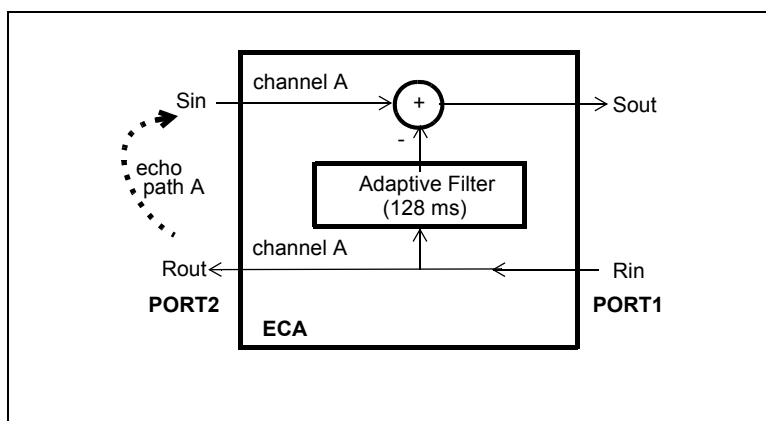 channel A
Sin
+
Sout
-
echo
path A
Adaptive Filter
(128 ms)
channel A
Rout
Rin
PORT2
PORT1
ECA